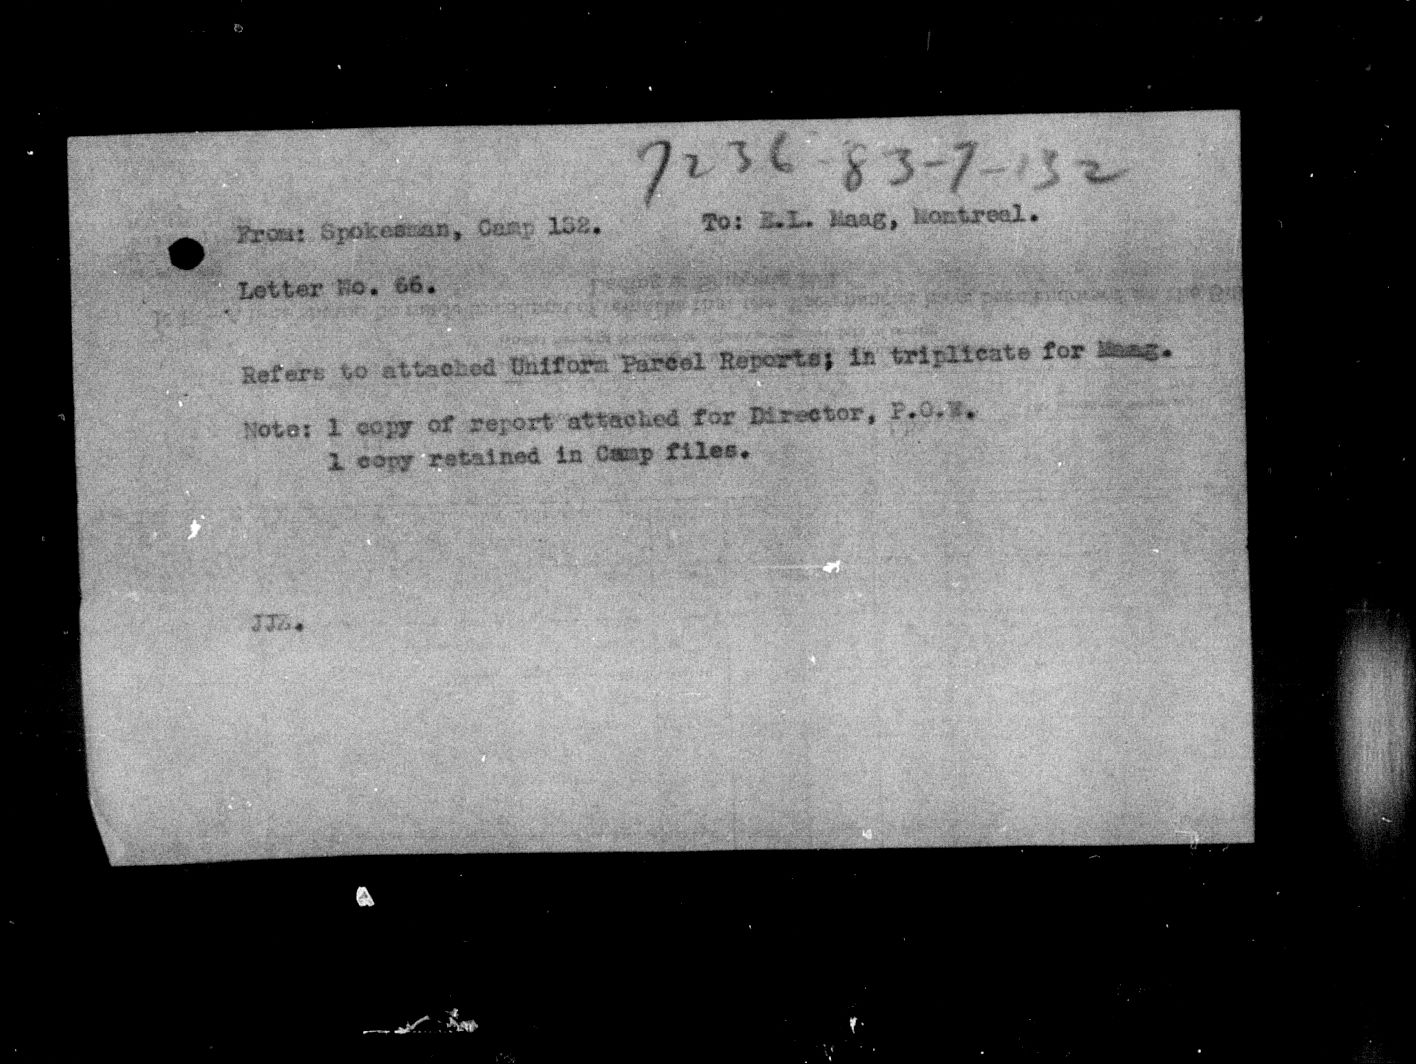 7236-83-7-132
From: Spokesman, Camp 132. To: E.L. Maag, Montreal.
Letter No. 66.
Refers to attached Uniform Parcel Reports; in triplicate for Maag.
Note: 1 copy of report attached for Director, P.O.W.
1 copy retained in Camp files.